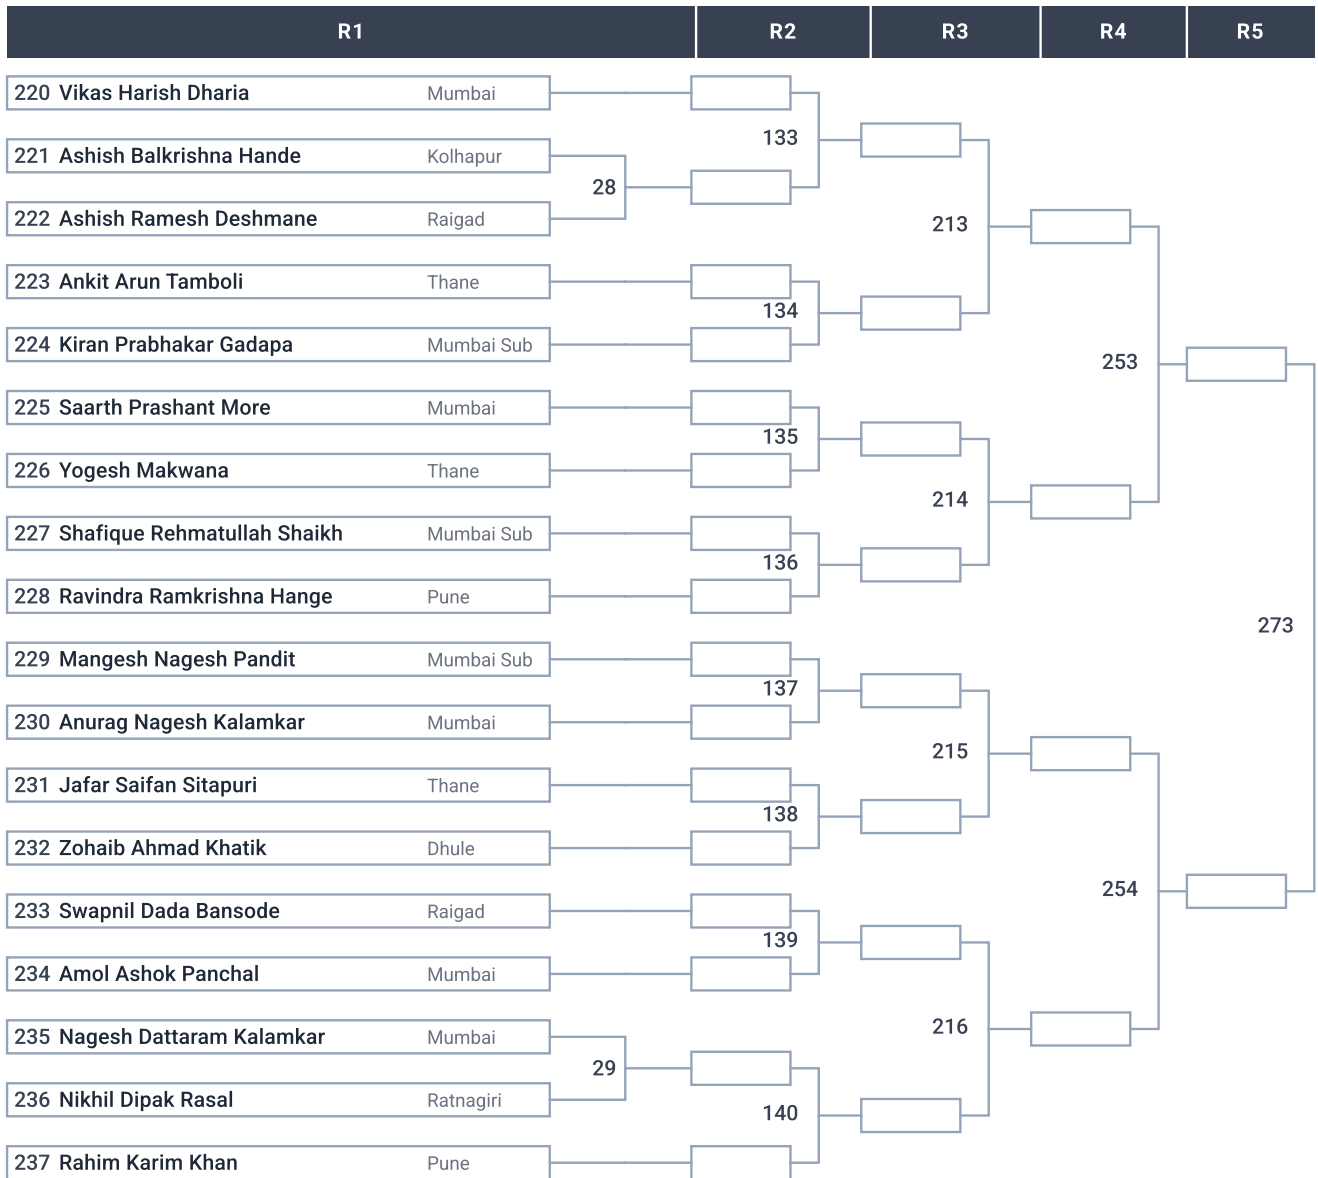 R1 R2 R3 R4 R5
220 Vikas Harish Dharia Mumbai
133
221 Ashish Balkrishna Hande Kolhapur
28
222 Ashish Ramesh Deshmane Raigad
213
223 Ankit Arun Tamboli Thane
134
224 Kiran Prabhakar Gadapa Mumbai Sub
253
225 Saarth Prashant More Mumbai
135
226 Yogesh Makwana Thane
214
227 Shafique Rehmatullah Shaikh Mumbai Sub
136
228 Ravindra Ramkrishna Hange Pune
273
229 Mangesh Nagesh Pandit Mumbai Sub
137
230 Anurag Nagesh Kalamkar Mumbai
215
231 Jafar Saifan Sitapuri Thane
138
232 Zohaib Ahmad Khatik Dhule
254
233 Swapnil Dada Bansode Raigad
139
234 Amol Ashok Panchal Mumbai
216
235 Nagesh Dattaram Kalamkar Mumbai
29
236 Nikhil Dipak Rasal Ratnagiri
140
237 Rahim Karim Khan Pune